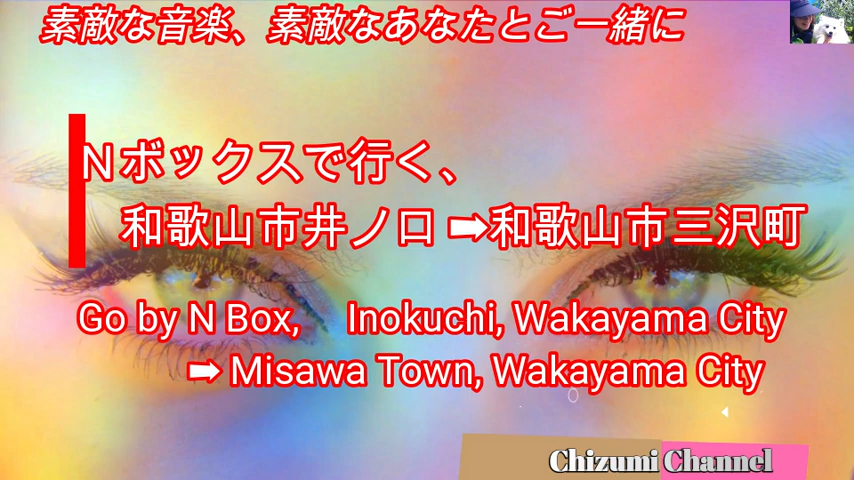 素敵な音楽、素敵なあなたとご一緒に
Nボックスで行く、
和歌山市井ノ口➡和歌山市三沢町
Go by N Box,　Inokuchi, Wakayama City
➡ Misawa Town, Wakayama City
Chizumi Channel